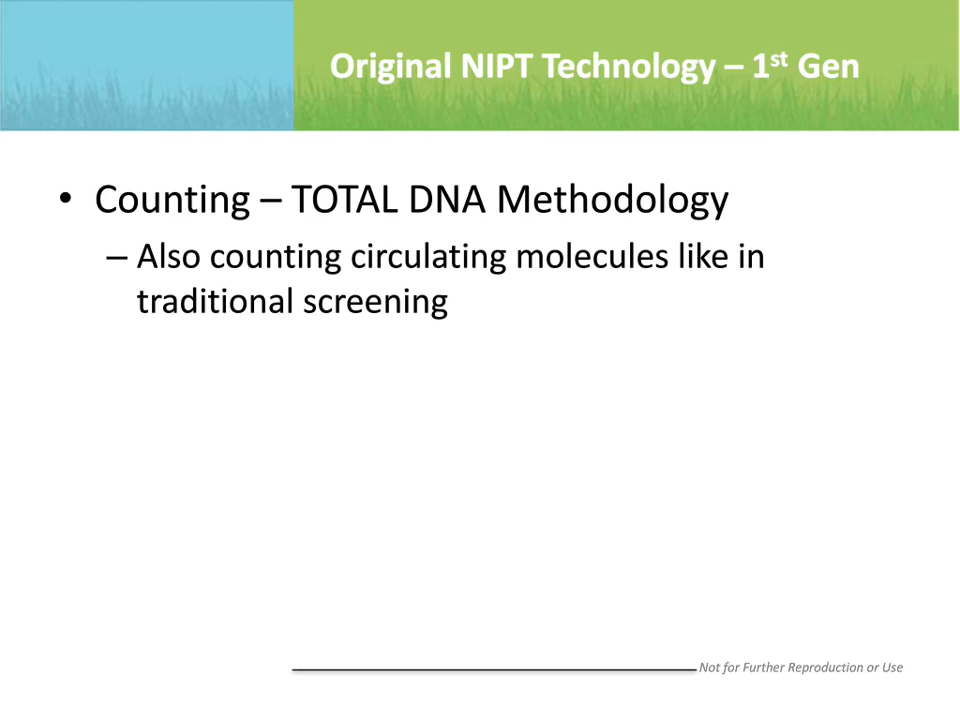 Original NIPT Technology – 1st Gen
• Counting – TOTAL DNA Methodology
– Also counting circulating molecules like in
traditional screening
Not for Further Reproduction or Use